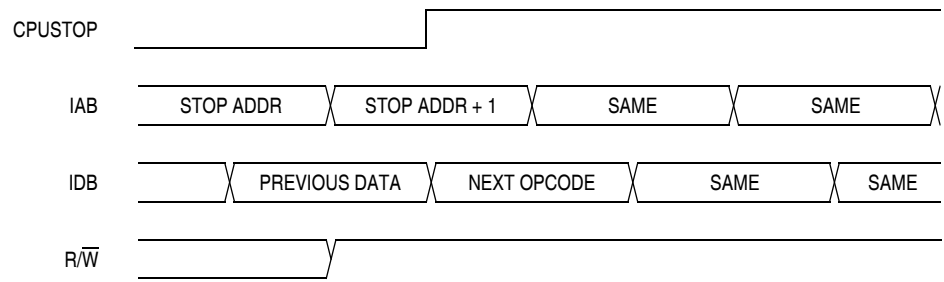 CPUSTOP
IAB STOP ADDR STOP ADDR + 1 SAME SAME
IDB PREVIOUS DATA NEXT OPCODE SAME SAME
R/W̅